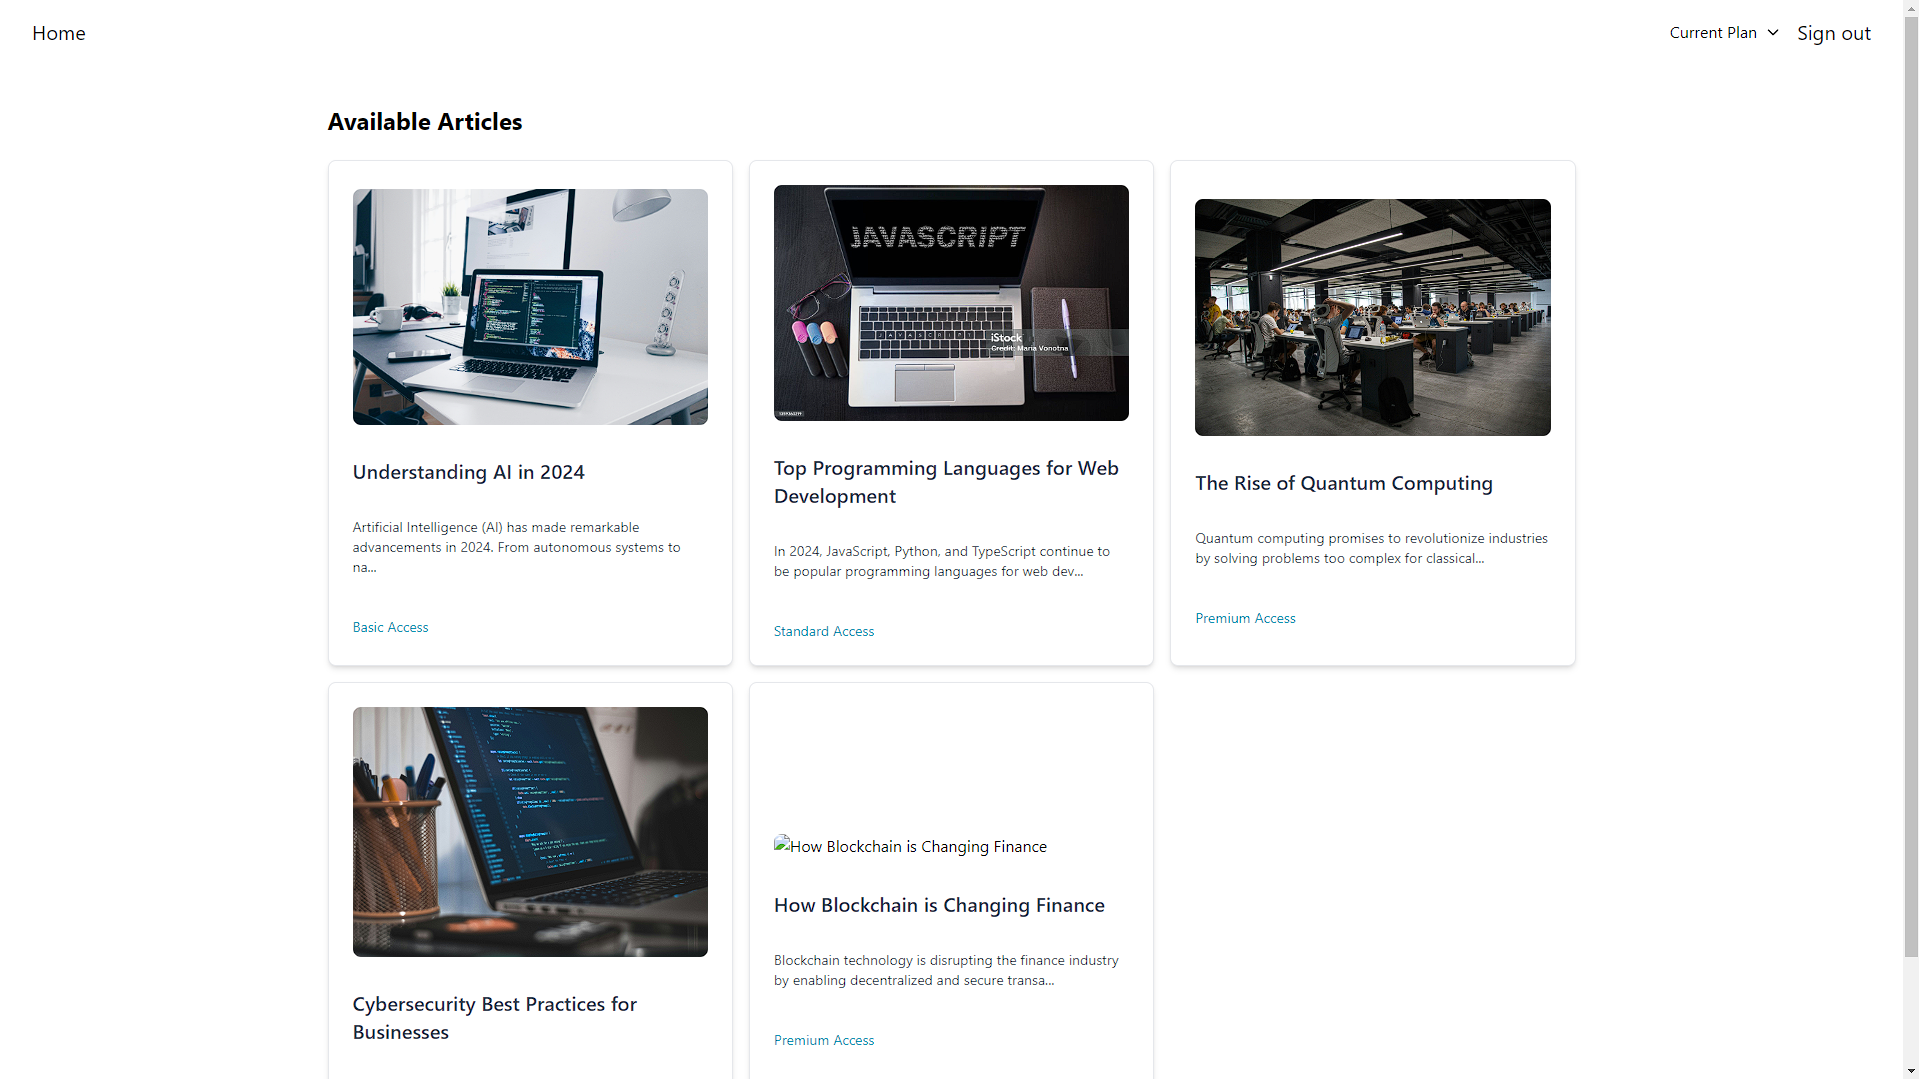 Home
Current Plan
Sign out
Available Articles
JAVASCRIPT
iStock
Credit: Maria Vonotna
Understanding AI in 2024
Artificial Intelligence (AI) has made remarkable
advancements in 2024. From autonomous systems to
na...
Basic Access
Top Programming Languages for Web
Development
In 2024, JavaScript, Python, and TypeScript continue to
be popular programming languages for web dev...
Standard Access
The Rise of Quantum Computing
Quantum computing promises to revolutionize industries
by solving problems too complex for classical...
Premium Access
Cybersecurity Best Practices for
Businesses
How Blockchain is Changing Finance
How Blockchain is Changing Finance
Blockchain technology is disrupting the finance industry
by enabling decentralized and secure transa...
Premium Access